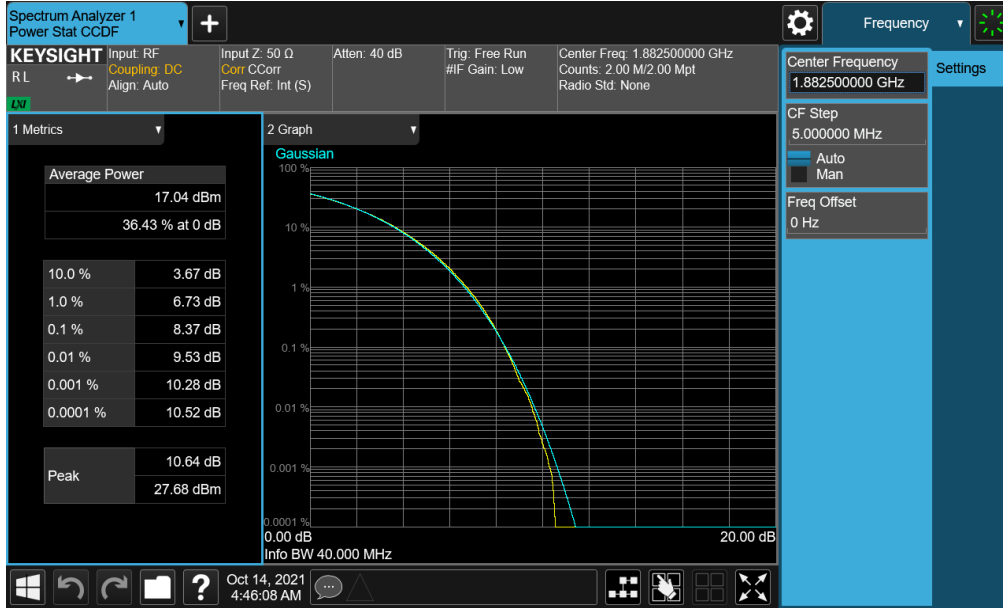 Spectrum Analyzer 1
Power Stat CCDF
Frequency
KEYSIGHT
RL
LXI
Input: RF
Coupling: DC
Align: Auto
Input Z: 50 Ω
Corr CCorr
Freq Ref: Int (S)
Atten: 40 dB
Trig: Free Run
#IF Gain: Low
Center Freq: 1.882500000 GHz
Counts: 2.00 M/2.00 Mpt
Radio Std: None
Center Frequency
1.882500000 GHz
Settings
CF Step
5.000000 MHz
Auto
Man
Freq Offset
0 Hz
1 Metrics
Average Power
17.04 dBm
36.43 % at 0 dB
10.0 % 3.67 dB
1.0 % 6.73 dB
0.1 % 8.37 dB
0.01 % 9.53 dB
0.001 % 10.28 dB
0.0001 % 10.52 dB
Peak
10.64 dB
27.68 dBm
2 Graph
Gaussian
100 %
10 %
1 %
0.1 %
0.01 %
0.001 %
0.0001 %
0.00 dB 20.00 dB
Info BW 40.000 MHz
?
Oct 14, 2021
4:46:08 AM